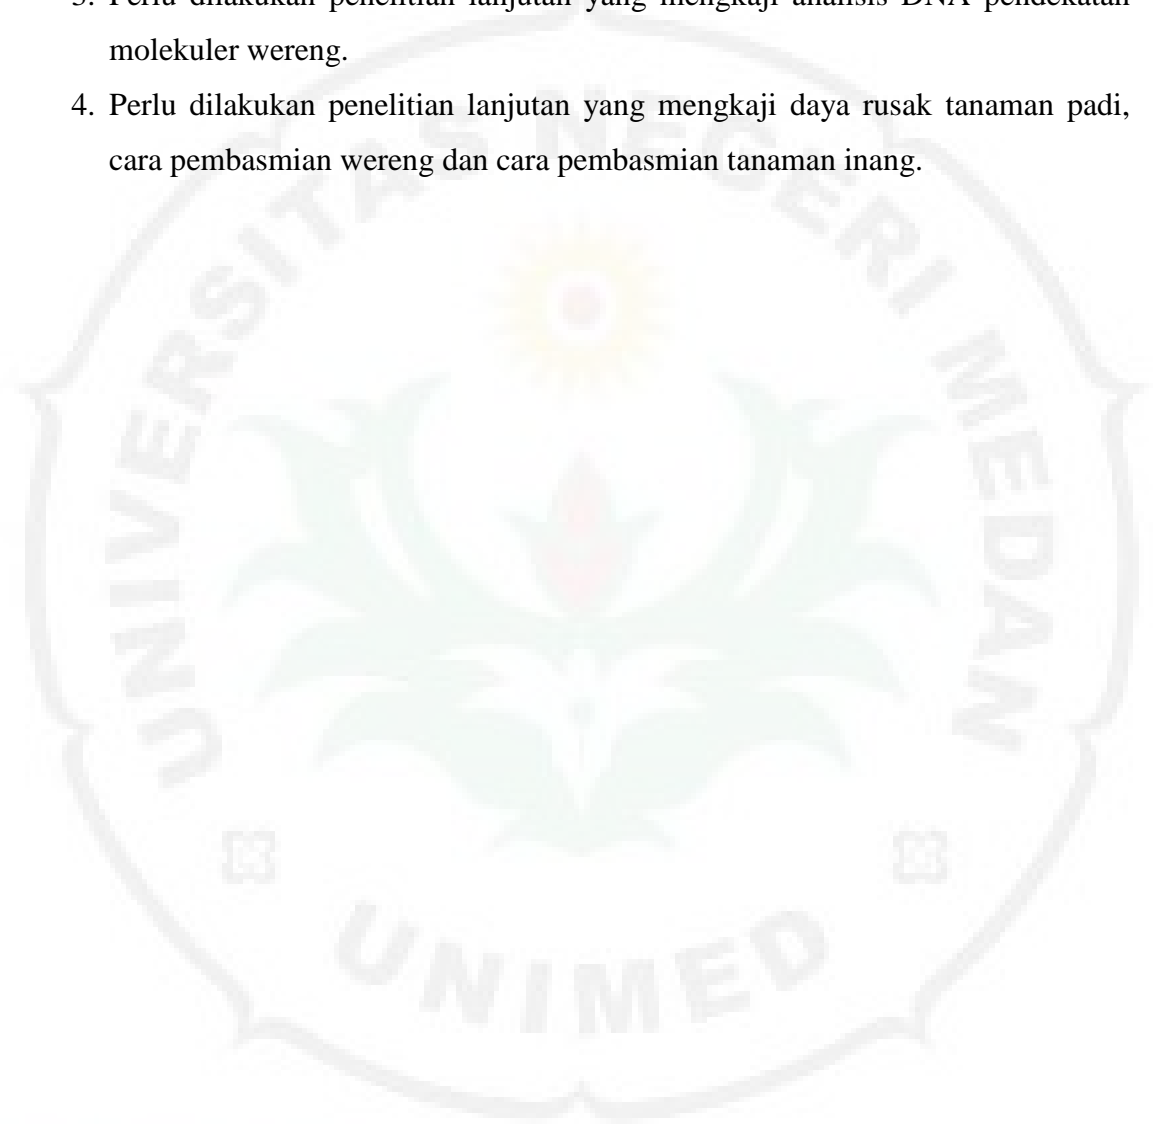 3. Perlu dilakukan penelitian lanjutan yang mengkaji analisis DNA pendekatan
molekuler wereng.
4. Perlu dilakukan penelitian lanjutan yang mengkaji daya rusak tanaman padi,
cara pembasmian wereng dan cara pembasmian tanaman inang.
UNIVERSITAS NEGERI MEDAN
UNIMED